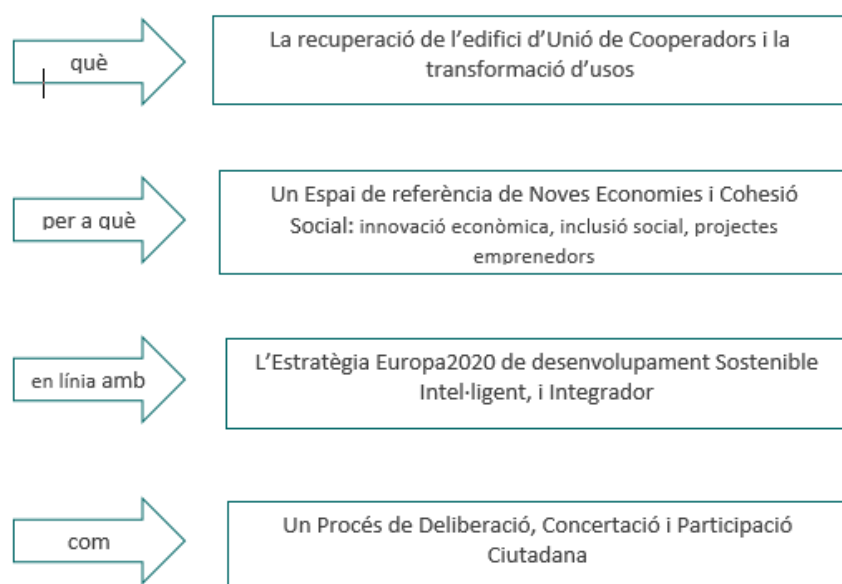 què
La recuperació de l’edifici d’Unió de Cooperadors i la
transformació d’usos
per a què
Un Espai de referència de Noves Economies i Cohesió
Social: innovació econòmica, inclusió social, projectes
emprenedors
en línia amb
L’Estratègia Europa2020 de desenvolupament Sostenible
Intel·ligent, i Integrador
com
Un Procés de Deliberació, Concertació i Participació
Ciutadana